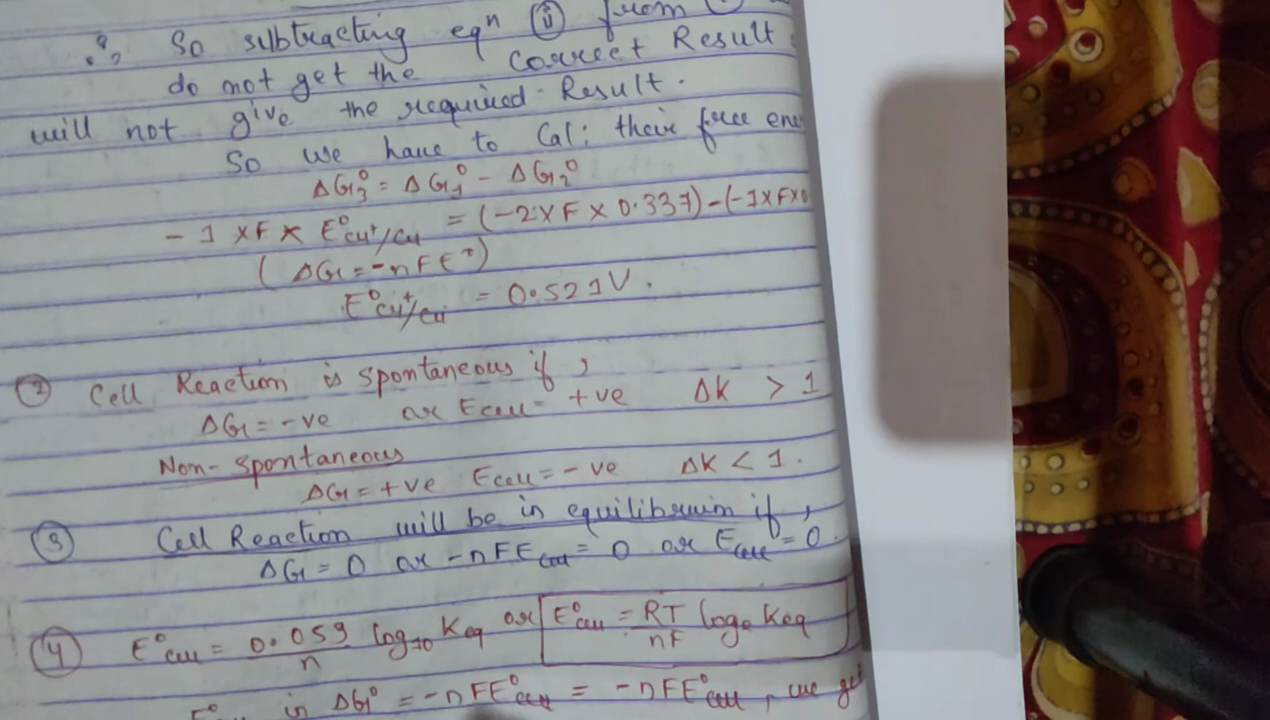 ∴, So subtracting eqⁿ (ii) from
do not get the correct Result
will not give the required Result.
So we have to Cal: their free ene
ΔG₃° = ΔG₁° - ΔG₂°
- 1 × F × E°Cu⁺/Cu = (-2 × F × 0.337) - (-1 × F × 0
(ΔG = -nFE°)
E°Cu⁺/Cu = 0.521V.
(2) Cell Reaction is spontaneous if,
ΔG = -ve or Ecell = +ve ΔK > 1
Non-spontaneous
ΔG = +ve Ecell = -ve ΔK < 1.
(3) Cell Reaction will be in equilibrium if,
ΔG = 0 or -nFEcell = 0 or Ecell = 0.
(4) E°cell = 0.059/n log₁₀ Keq or E°cell = RT/nF logₑ Keq
in ΔG° = -nFE°cell = -nFE°cell, we get